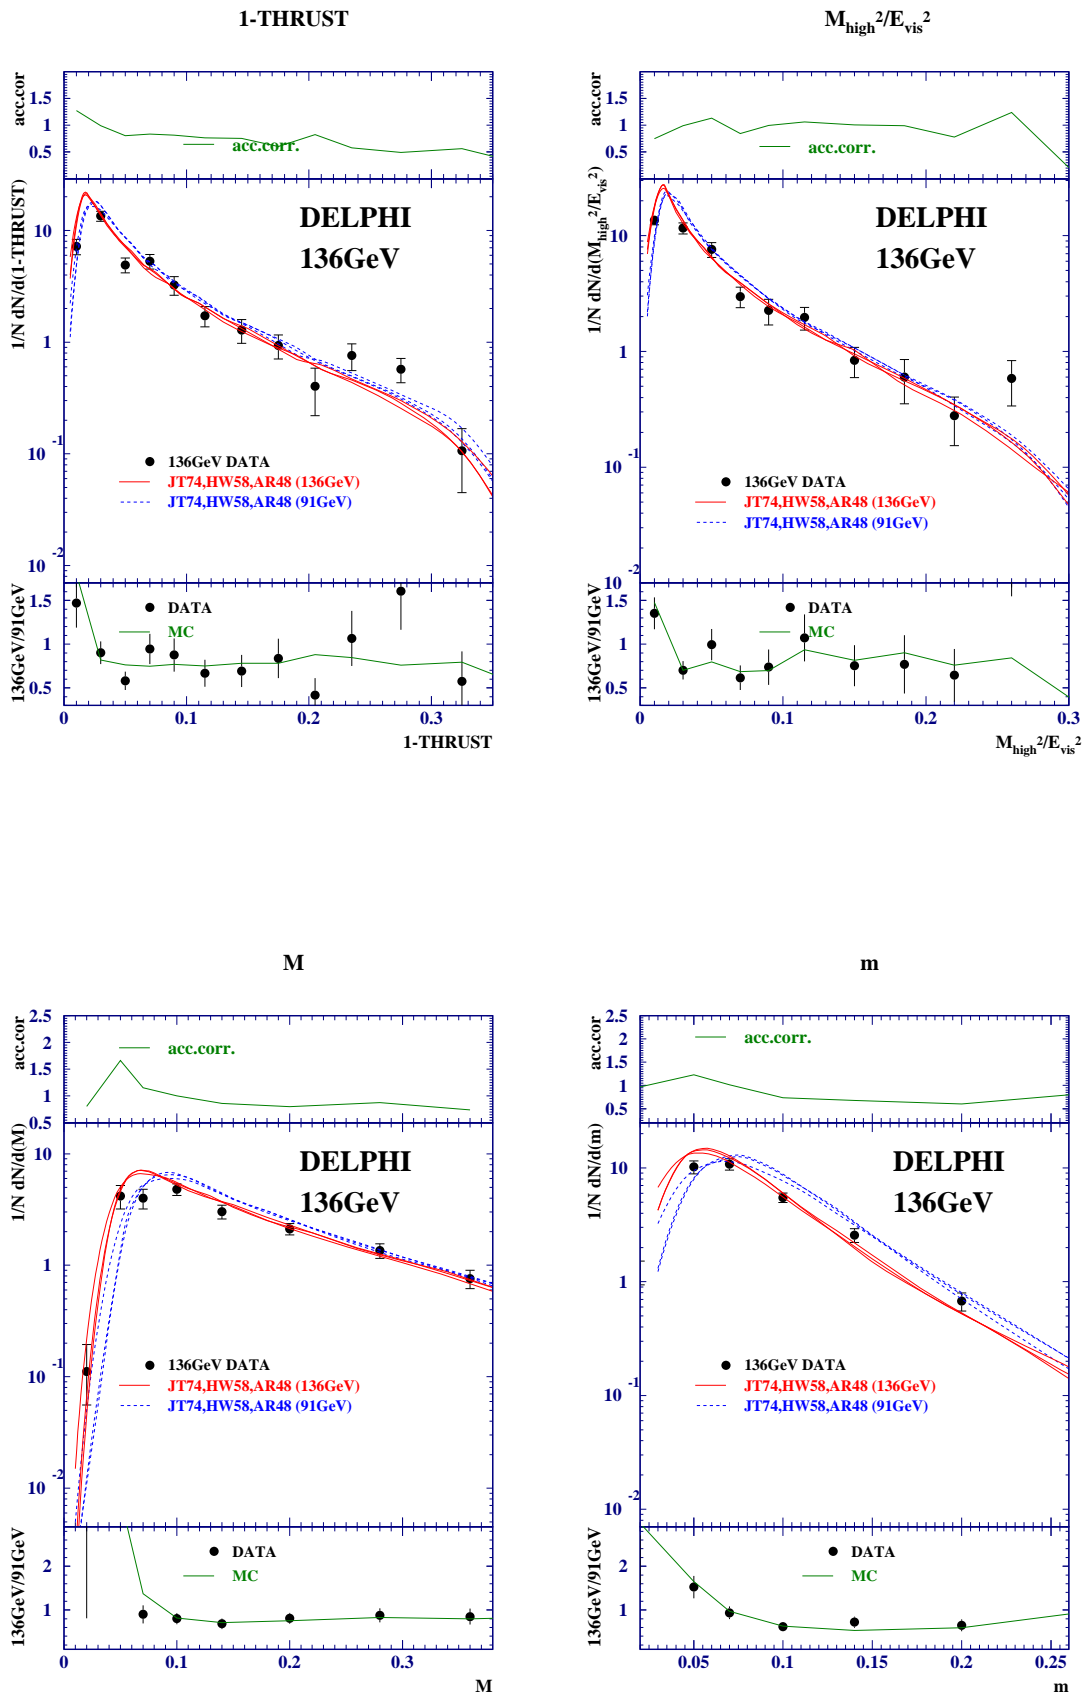 1-THRUST
acc.cor
1.5
1
0.5
acc.corr.
1/N dN/d(1-THRUST)
10
1
10⁻¹
10⁻²
DELPHI
136GeV
136GeV DATA
JT74,HW58,AR48 (136GeV)
JT74,HW58,AR48 (91GeV)
136GeV/91GeV
1.5
1
0.5
DATA
MC
0 0.1 0.2 0.3
1-THRUST
M_high²/E_vis²
acc.cor
1.5
1
0.5
acc.corr.
1/N dN/d(M_high²/E_vis²)
10
1
10⁻¹
10⁻²
DELPHI
136GeV
136GeV DATA
JT74,HW58,AR48 (136GeV)
JT74,HW58,AR48 (91GeV)
136GeV/91GeV
1.5
1
0.5
DATA
MC
0 0.1 0.2 0.3
M_high²/E_vis²
M
acc.cor
2.5
2
1.5
1
0.5
acc.corr.
1/N dN/d(M)
10
1
10⁻¹
10⁻²
DELPHI
136GeV
136GeV DATA
JT74,HW58,AR48 (136GeV)
JT74,HW58,AR48 (91GeV)
136GeV/91GeV
2
1
DATA
MC
0 0.1 0.2 0.3
M
m
acc.cor
2.5
2
1.5
1
0.5
acc.corr.
1/N dN/d(m)
10
1
10⁻¹
10⁻²
DELPHI
136GeV
136GeV DATA
JT74,HW58,AR48 (136GeV)
JT74,HW58,AR48 (91GeV)
136GeV/91GeV
2
1
DATA
MC
0.05 0.1 0.15 0.2 0.25
m